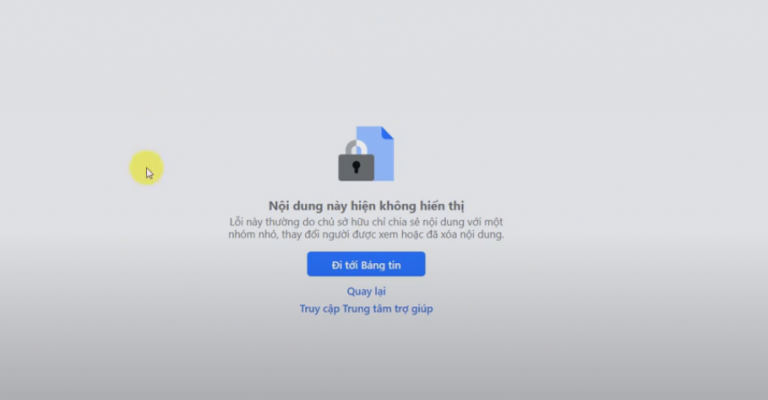 Nội dung này hiện không hiển thị
Lỗi này thường do chủ sở hữu chỉ chia sẻ nội dung với một
nhóm nhỏ, thay đổi người được xem hoặc đã xóa nội dung.
Đi tới Bảng tin
Quay lại
Truy cập Trung tâm trợ giúp